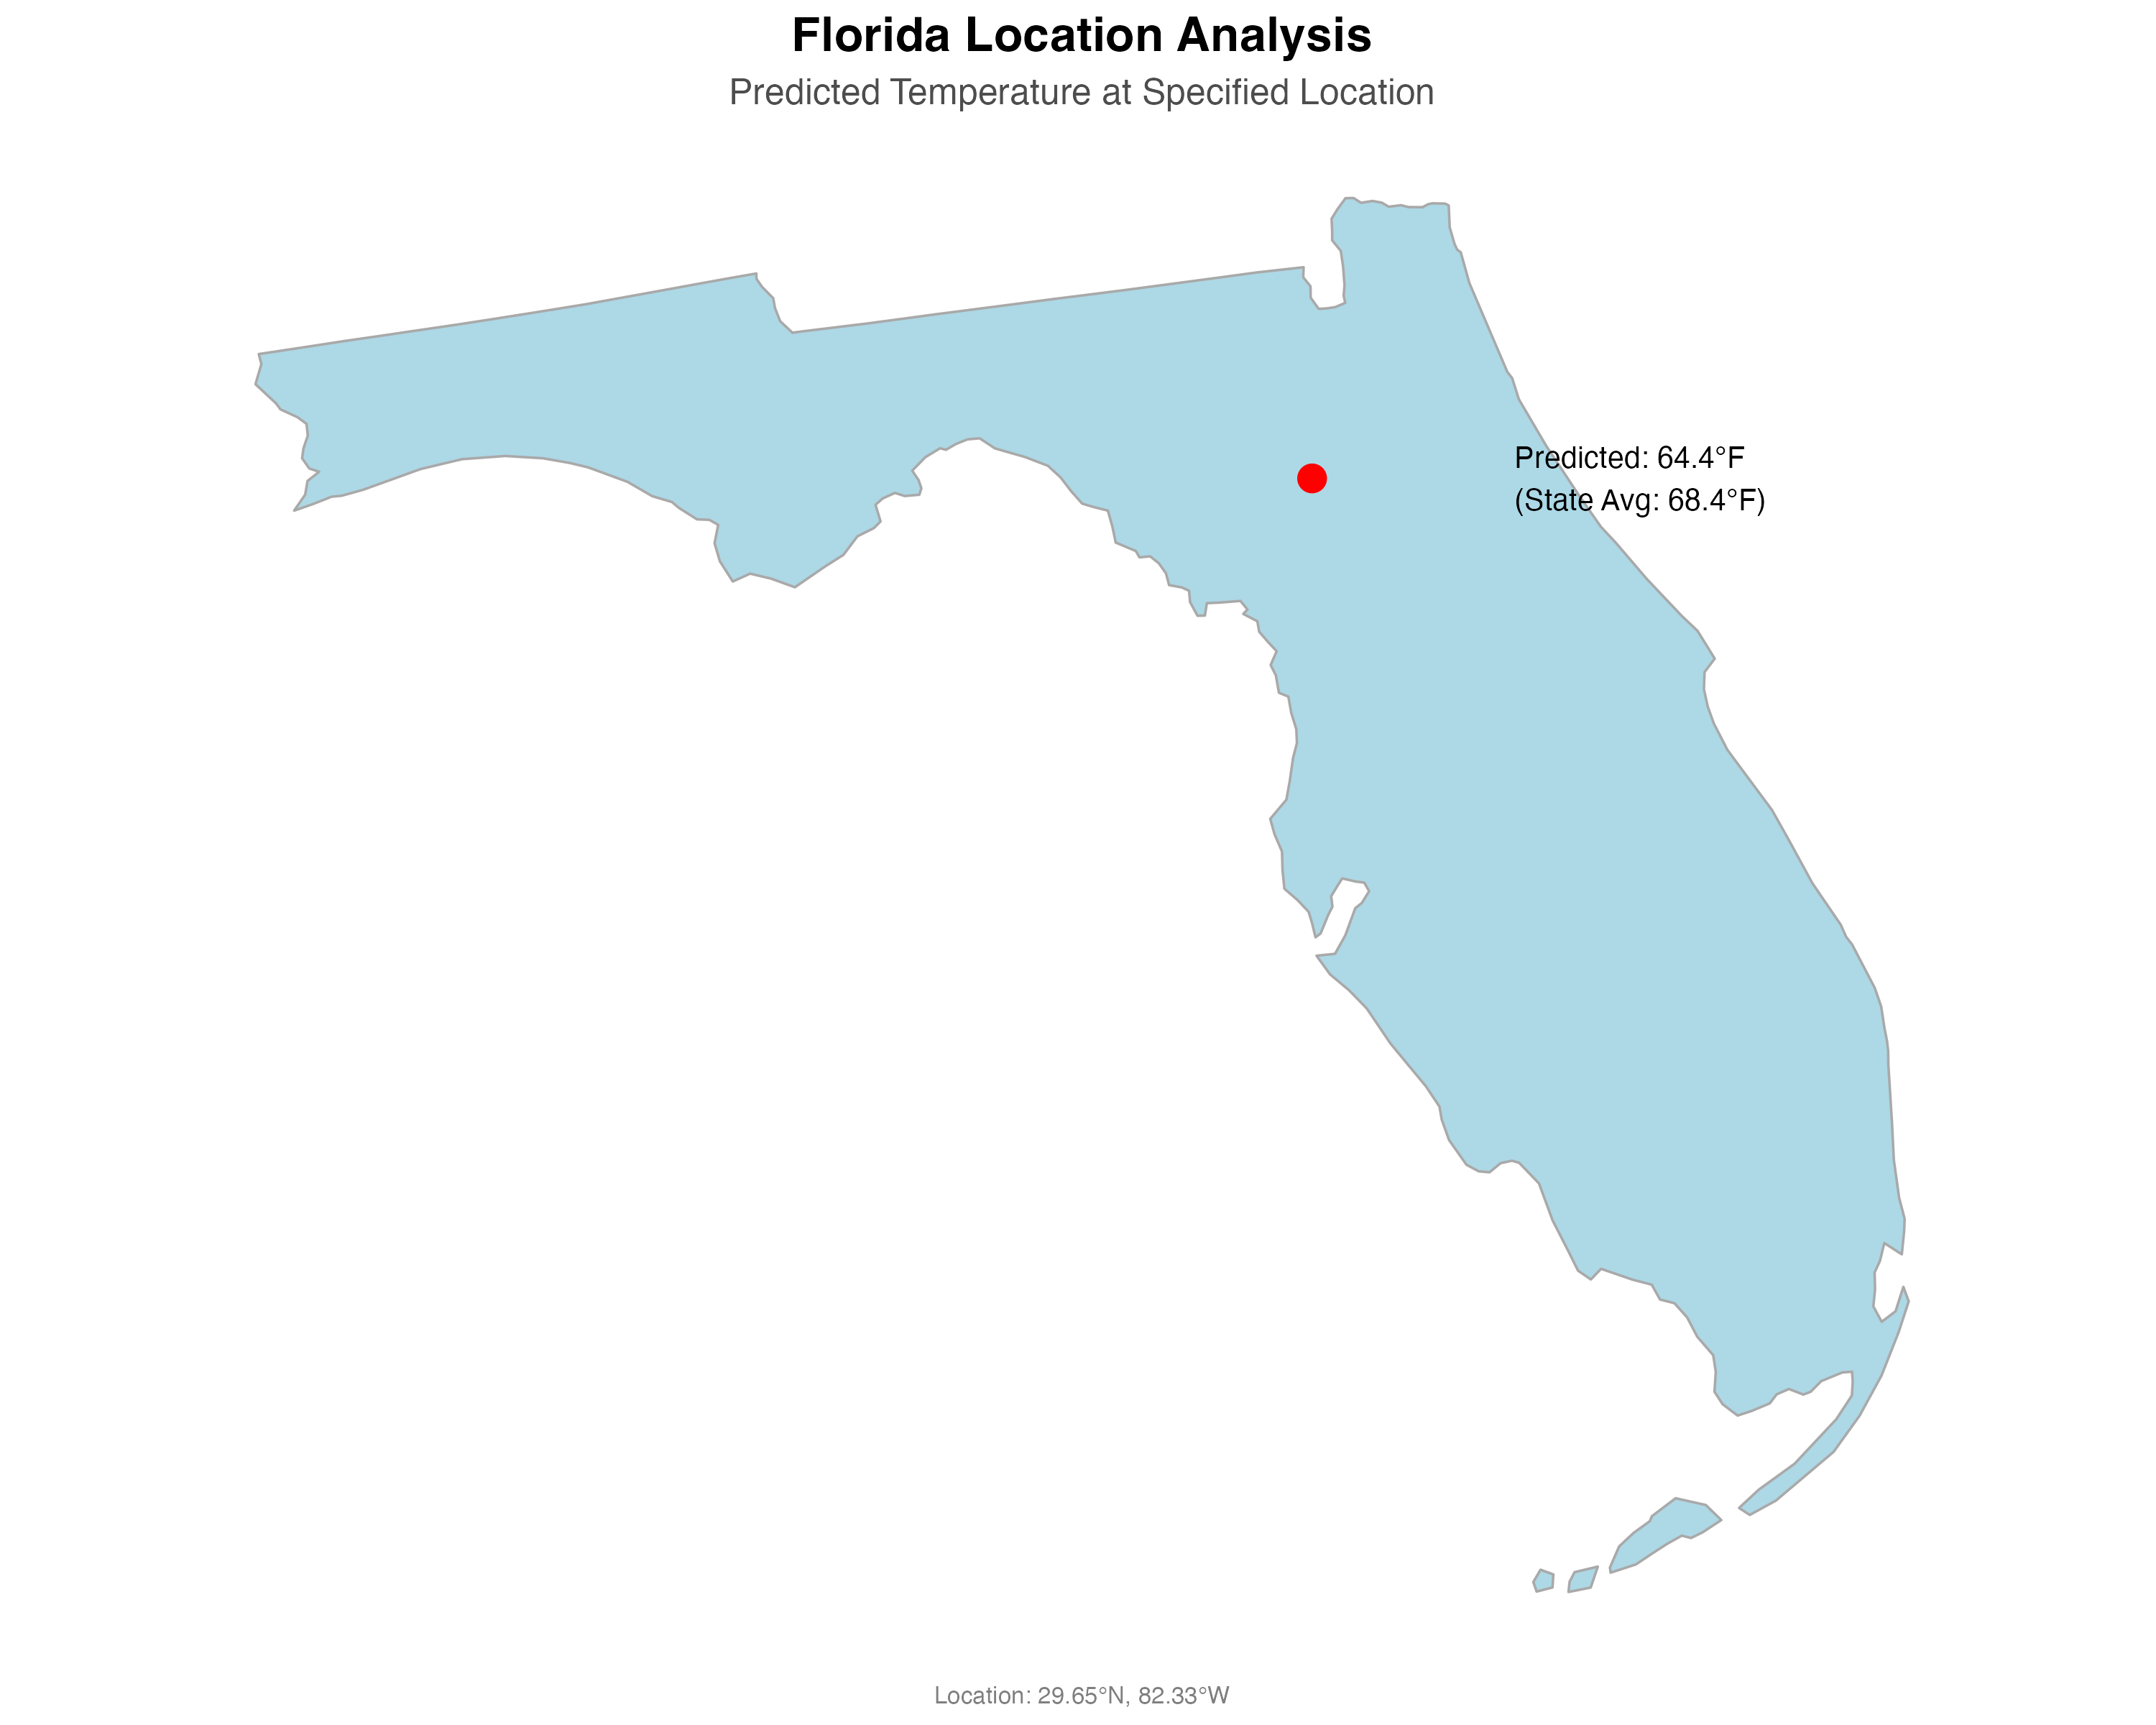 Florida Location Analysis
Predicted Temperature at Specified Location
Predicted: 64.4°F
(State Avg: 68.4°F)
Location: 29.65°N, 82.33°W